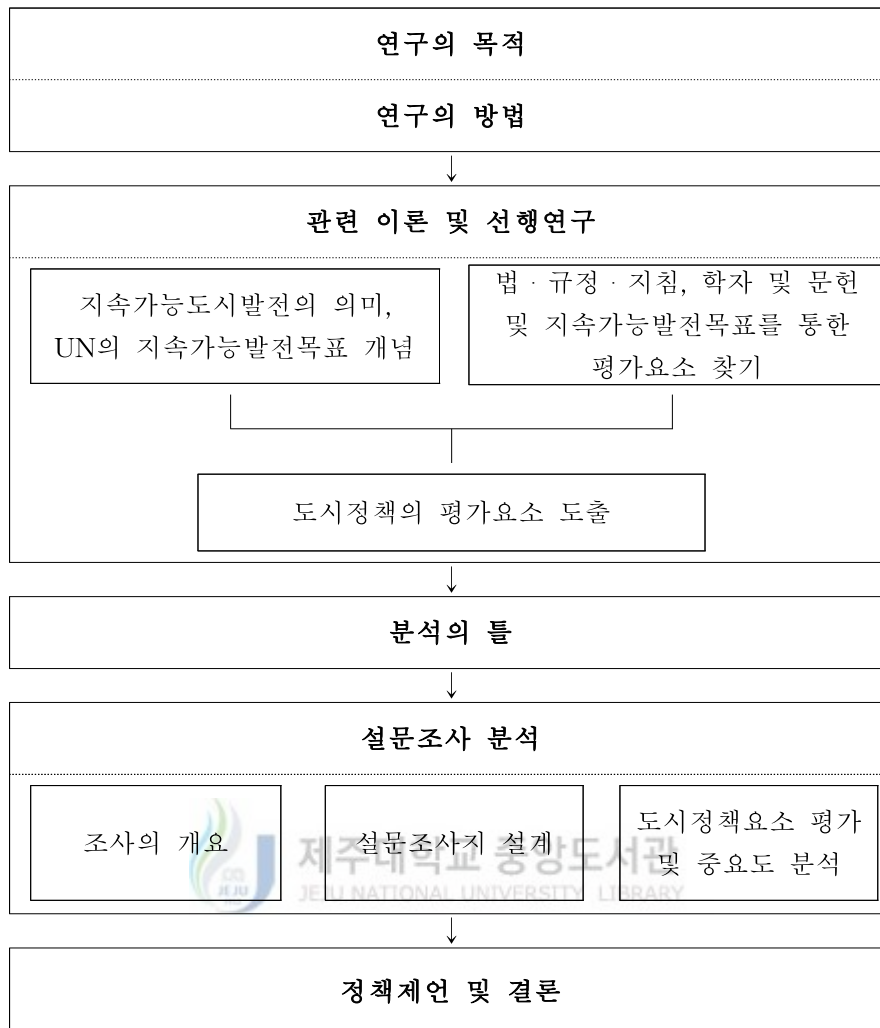 연구의 목적
연구의 방법
관련 이론 및 선행연구
지속가능도시발전의 의미,
UN의 지속가능발전목표 개념
법 · 규정 · 지침, 학자 및 문헌
및 지속가능발전목표를 통한
평가요소 찾기
도시정책의 평가요소 도출
분석의 틀
설문조사 분석
조사의 개요
설문조사지 설계
도시정책요소 평가
및 중요도 분석
제주대학교 중앙도서관
JEJU NATIONAL UNIVERSITY LIBRARY
JEJU
정책제언 및 결론